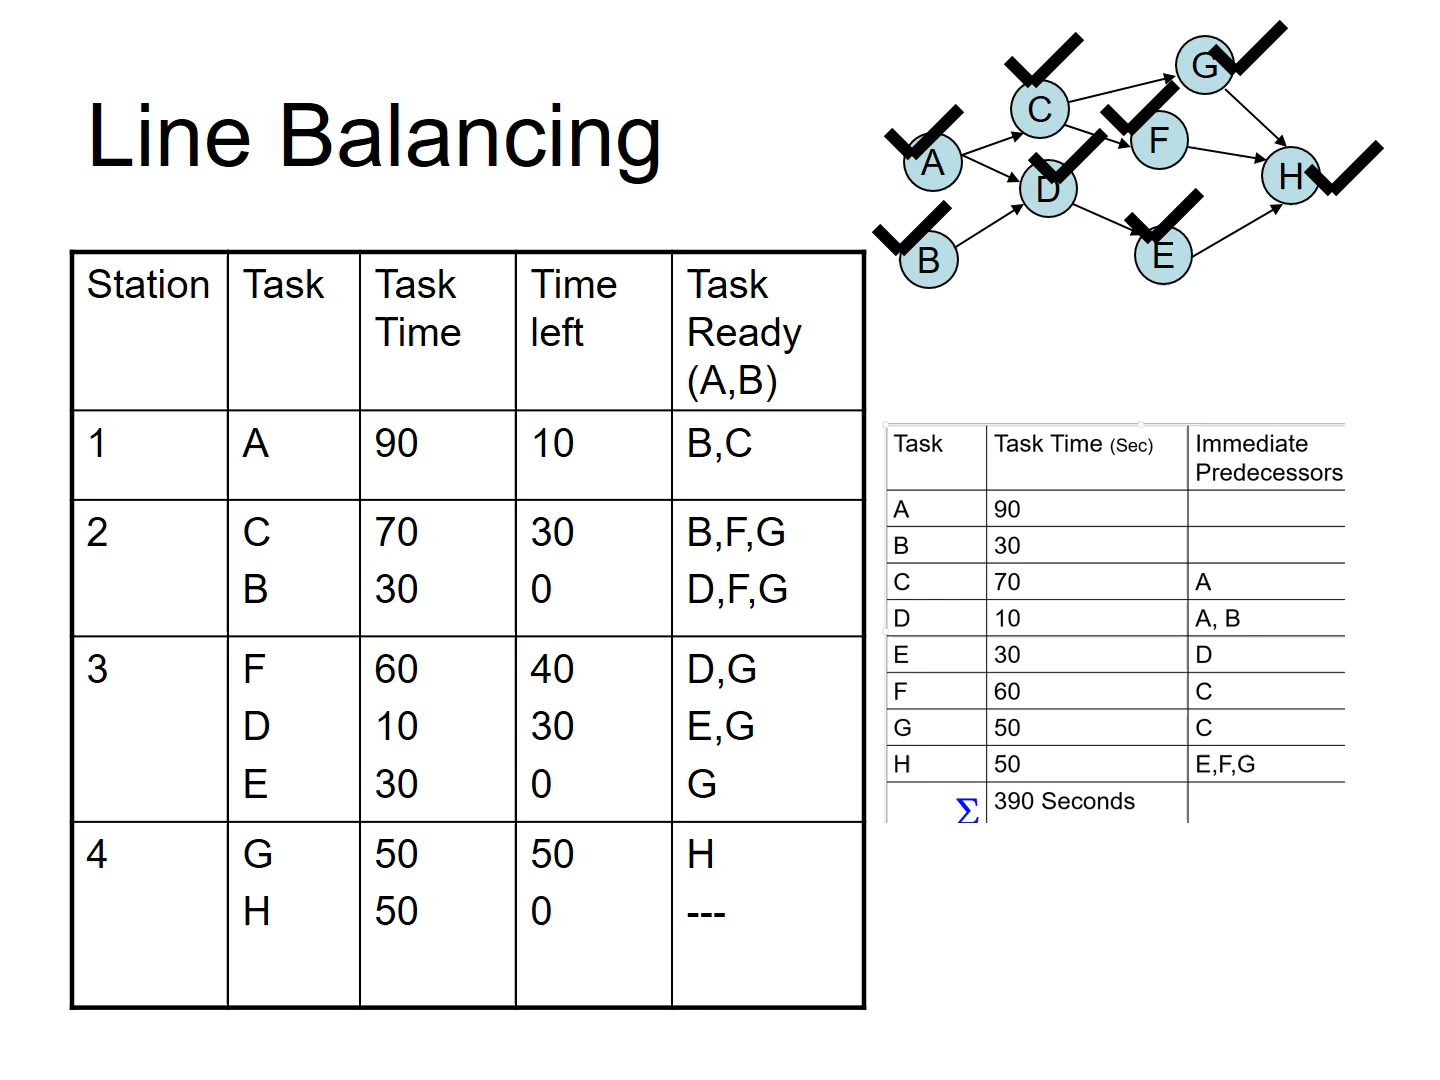 Line Balancing
G
C
F
A
D
H
B
E
Station Task Task Time Time left Task Ready (A,B)
1 A 90 10 B,C
2 C 70 30 B,F,G
B 30 0 D,F,G
3 F 60 40 D,G
D 10 30 E,G
E 30 0 G
4 G 50 50 H
H 50 0 ---
Task Task Time (Sec) Immediate Predecessors
A 90
B 30
C 70 A
D 10 A, B
E 30 D
F 60 C
G 50 C
H 50 E,F,G
Σ 390 Seconds